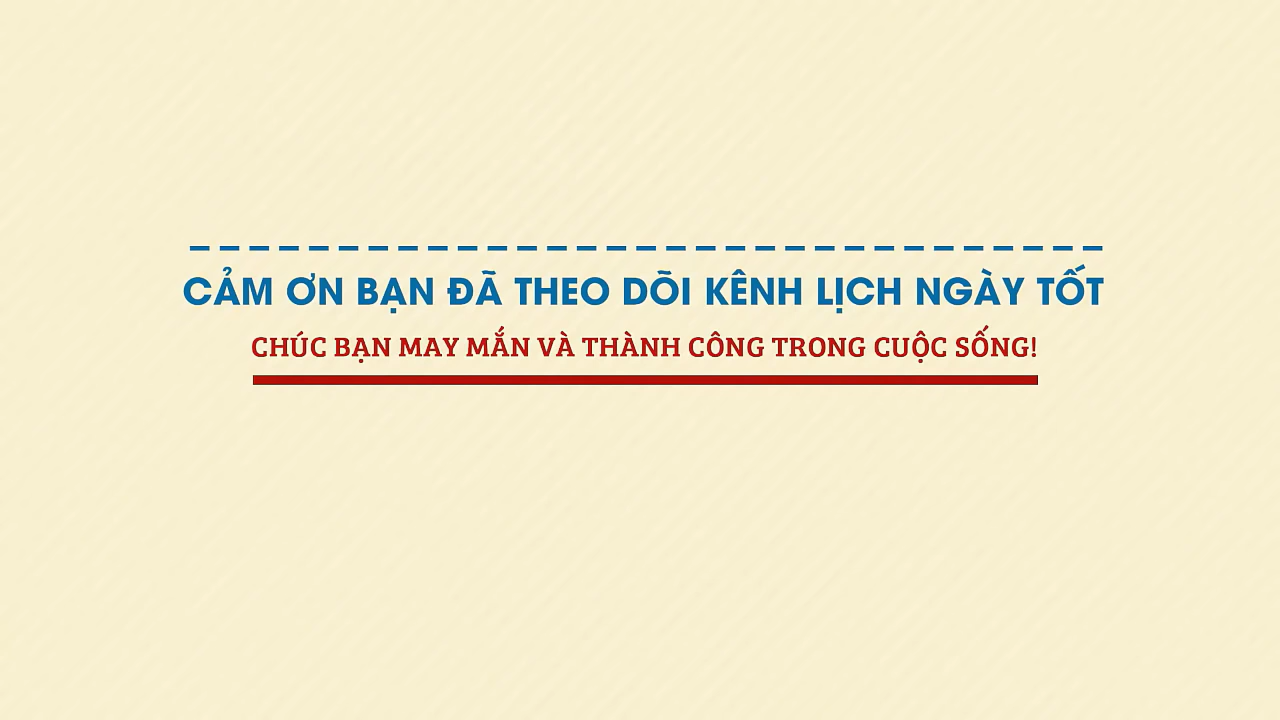 CẢM ƠN BẠN ĐÃ THEO DÕI KÊNH LỊCH NGÀY TỐT
CHÚC BẠN MAY MẮN VÀ THÀNH CÔNG TRONG CUỘC SỐNG!